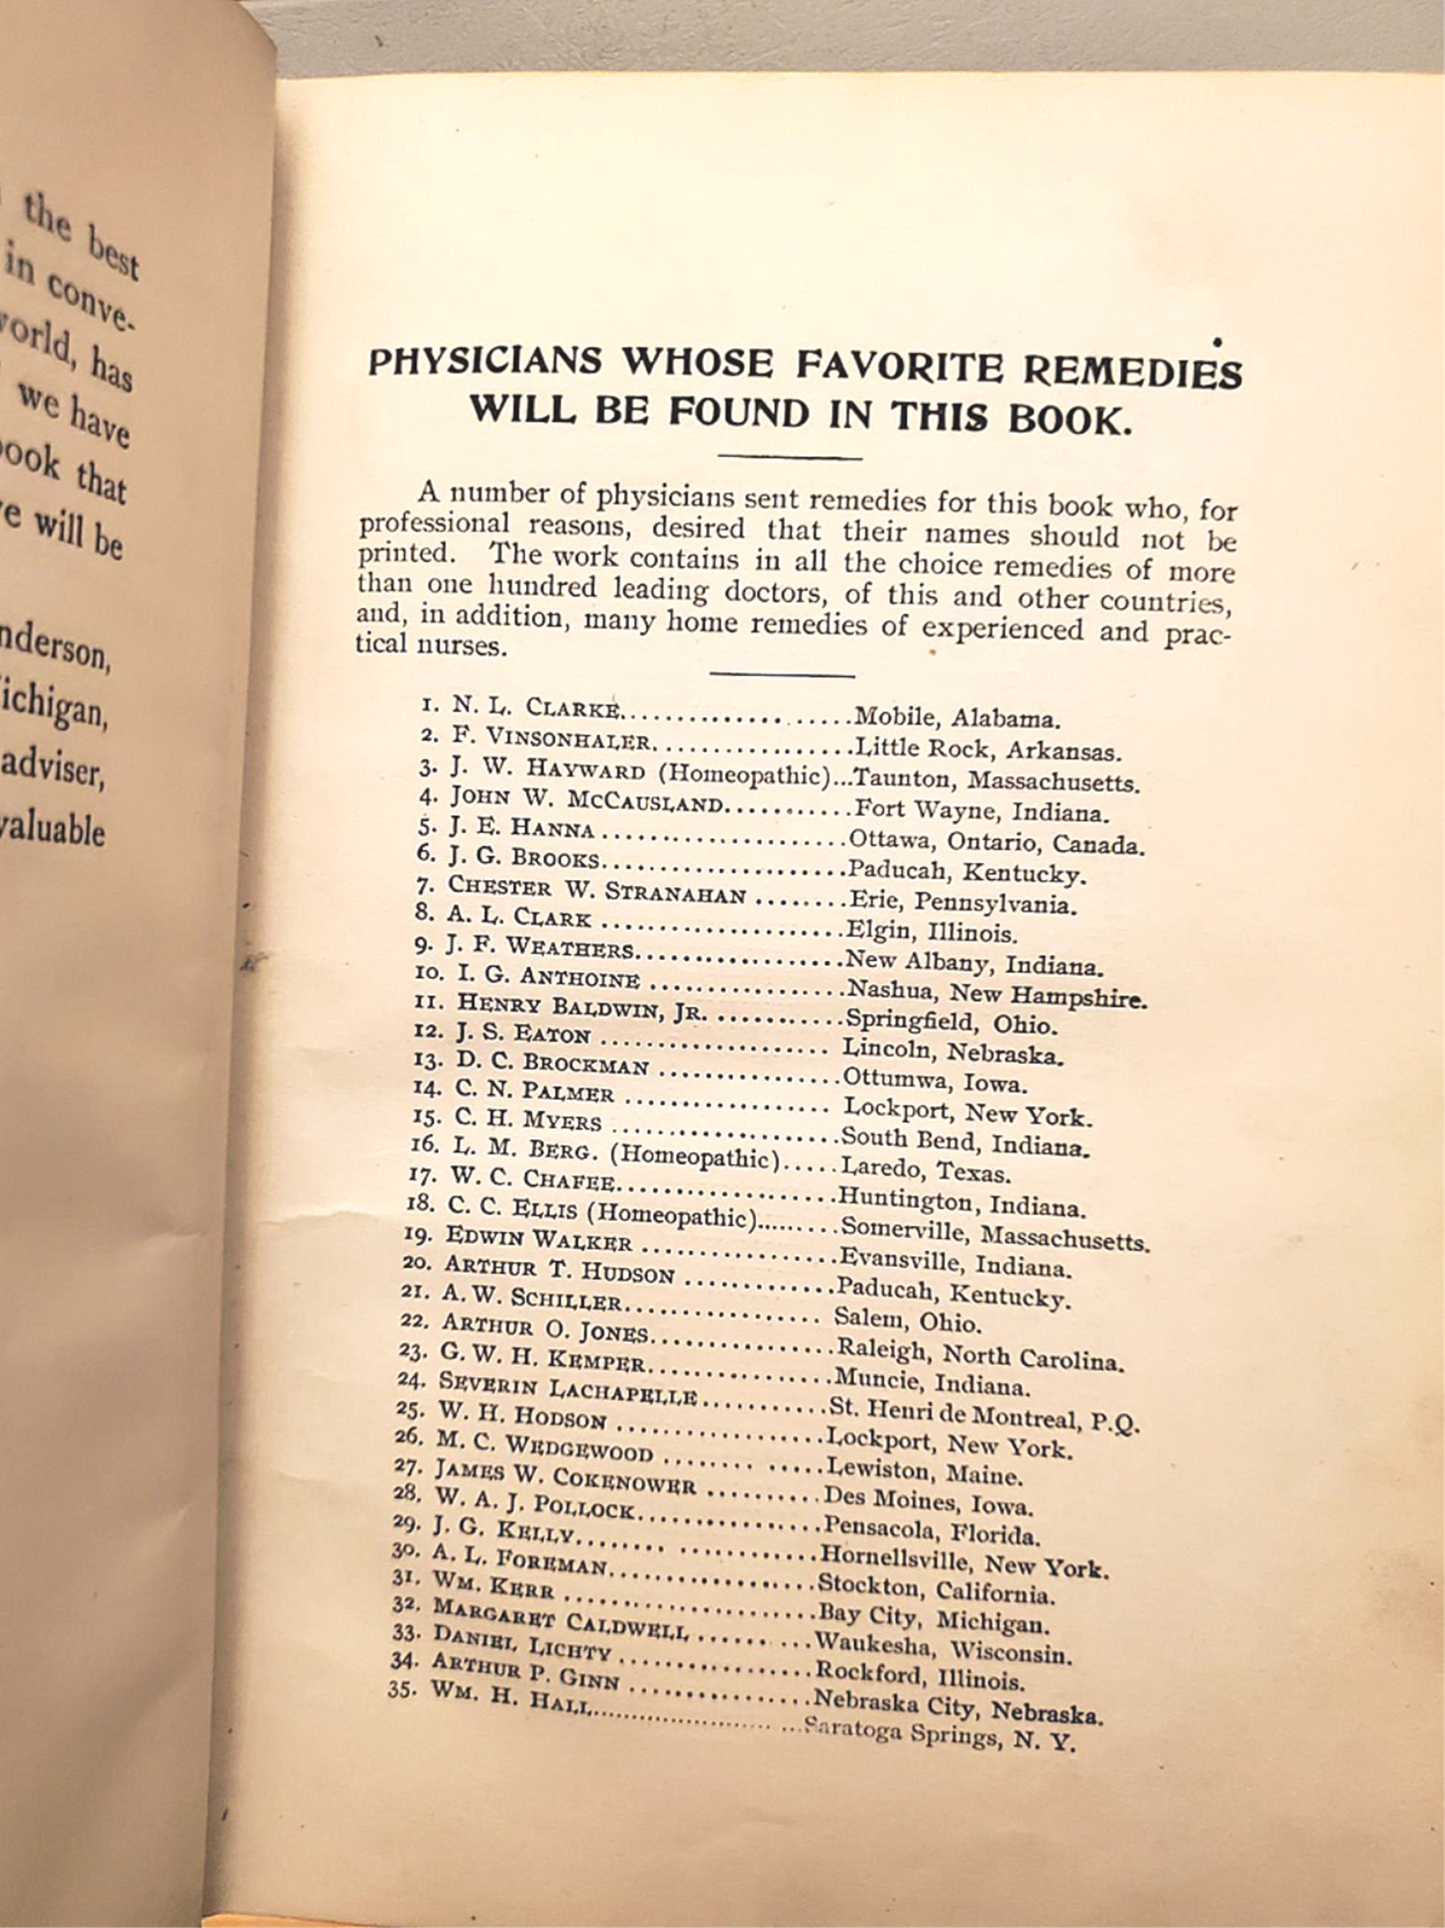 the best
in conve-
world, has
we have
book that
e will be
nderson,
ichigan,
adviser,
valuable
PHYSICIANS WHOSE FAVORITE REMEDIES
WILL BE FOUND IN THIS BOOK.
A number of physicians sent remedies for this book who, for
professional reasons, desired that their names should not be
printed. The work contains in all the choice remedies of more
than one hundred leading doctors, of this and other countries,
and, in addition, many home remedies of experienced and prac-
tical nurses.
1. N. L. CLARKE....................Mobile, Alabama.
2. F. VINSONHALER..................Little Rock, Arkansas.
3. J. W. HAYWARD (Homeopathic)...Taunton, Massachusetts.
4. JOHN W. MCCAUSLAND...........Fort Wayne, Indiana.
5. J. E. HANNA .....................Ottawa, Ontario, Canada.
6. J. G. BROOKS.....................Paducah, Kentucky.
7. CHESTER W. STRANAHAN ........Erie, Pennsylvania.
8. A. L. CLARK .....................Elgin, Illinois.
9. J. F. WEATHERS..................New Albany, Indiana.
10. I. G. ANTHOINE .................Nashua, New Hampshire.
11. HENRY BALDWIN, JR. ...........Springfield, Ohio.
12. J. S. EATON .................... Lincoln, Nebraska.
13. D. C. BROCKMAN ................Ottumwa, Iowa.
14. C. N. PALMER .................. Lockport, New York.
15. C. H. MYERS ....................South Bend, Indiana.
16. L. M. BERG. (Homeopathic).....Laredo, Texas.
17. W. C. CHAFEE...................Huntington, Indiana.
18. C. C. ELLIS (Homeopathic).........Somerville, Massachusetts.
19. EDWIN WALKER .................Evansville, Indiana.
20. ARTHUR T. HUDSON .............Paducah, Kentucky.
21. A. W. SCHILLER................. Salem, Ohio.
22. ARTHUR O. JONES................Raleigh, North Carolina.
23. G. W. H. KEMPER................Muncie, Indiana.
24. SEVERIN LACHAPELLE...........St. Henri de Montreal, P.Q.
25. W. H. HODSON ..................Lockport, New York.
26. M. C. WEDGEWOOD ........ .....Lewiston, Maine.
27. JAMES W. COKENOWER ..........Des Moines, Iowa.
28. W. A. J. POLLOCK................Pensacola, Florida.
29. J. G. KELLY........ ............Hornellsville, New York.
30. A. L. FOREMAN..................Stockton, California.
31. WM. KERR ......................Bay City, Michigan.
32. MARGARET CALDWELL ....... ...Waukesha, Wisconsin.
33. DANIEL LICHTY .................Rockford, Illinois.
34. ARTHUR P. GINN ................Nebraska City, Nebraska.
35. WM. H. HALL........................ ...Saratoga Springs, N. Y.